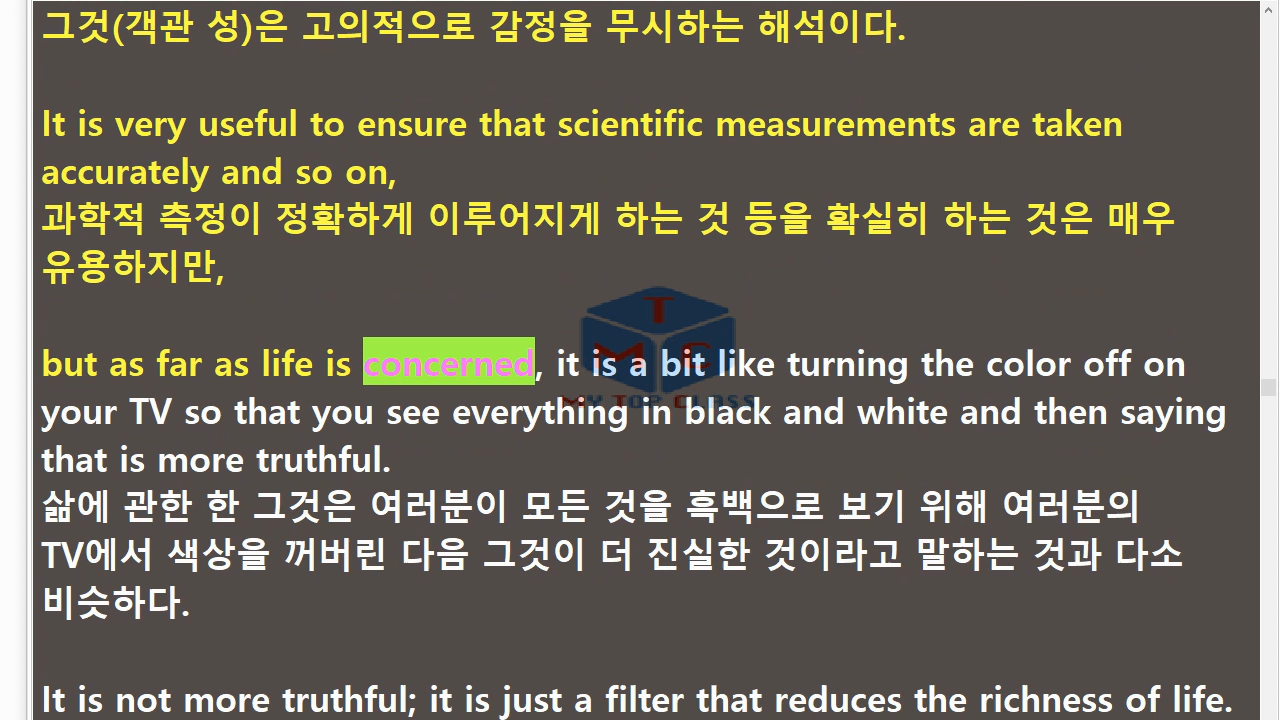 그것(객관 성)은 고의적으로 감정을 무시하는 해석이다.
It is very useful to ensure that scientific measurements are taken
accurately and so on,
과학적 측정이 정확하게 이루어지게 하는 것 등을 확실히 하는 것은 매우
유용하지만,
but as far as life is concerned, it is a bit like turning the color off on
your TV so that you see everything in black and white and then saying
that is more truthful.
삶에 관한 한 그것은 여러분이 모든 것을 흑백으로 보기 위해 여러분의
TV에서 색상을 꺼버린 다음 그것이 더 진실한 것이라고 말하는 것과 다소
비슷하다.
It is not more truthful; it is just a filter that reduces the richness of life.
T
M C
My Top Class